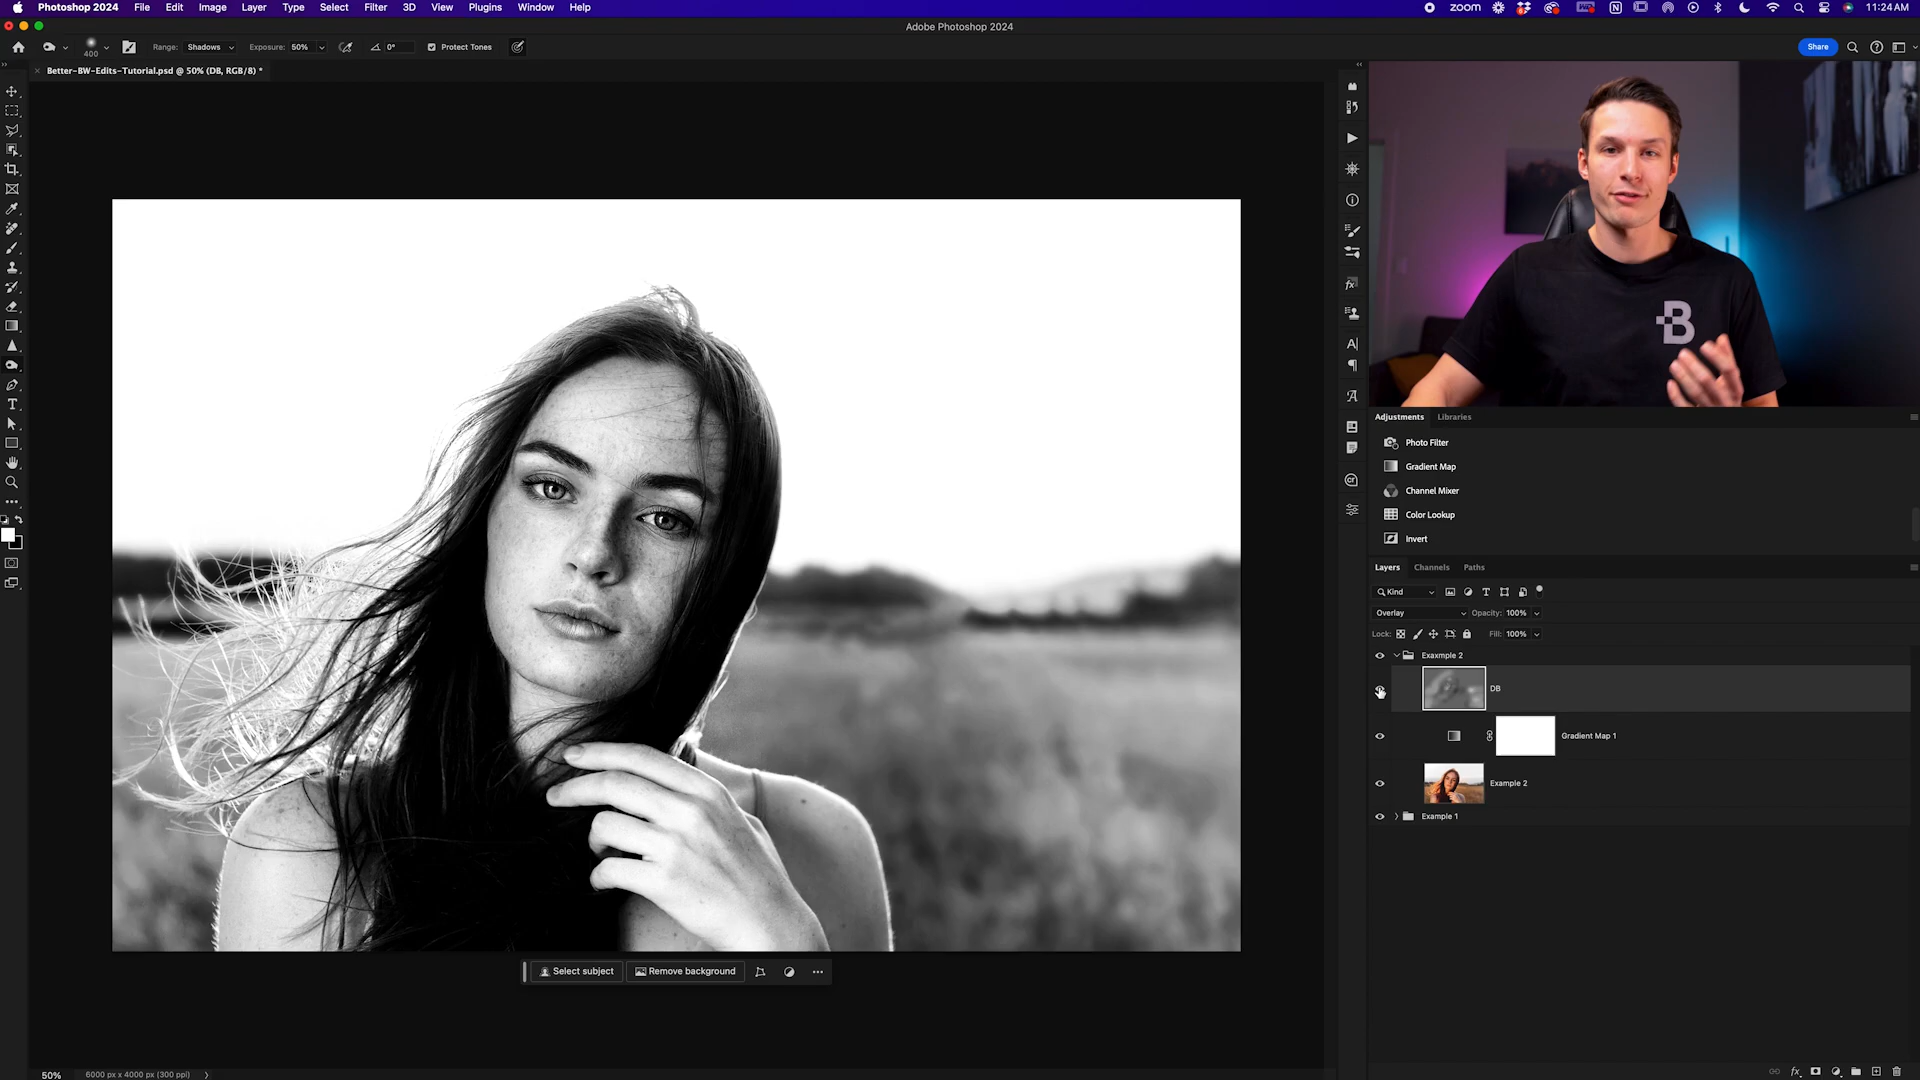 Photoshop 2024 File Edit Image Layer Type Select Filter 3D View Plugins Window Help zoom 11:24 AM
Adobe Photoshop 2024
400 Range: Shadows Exposure: 50% 0° Protect Tones Share
Better-BW-Edits-Tutorial.psd @ 50% (DB, RGB/8) *
B
Adjustments Libraries
Photo Filter
Gradient Map
Channel Mixer
Color Lookup
Invert
Layers Channels Paths
Kind
Overlay Opacity: 100%
Lock: Fill: 100%
Exaxmple 2
DB
Gradient Map 1
Example 2
Example 1
Select subject Remove background
50% 6000 px x 4000 px (300 ppi)